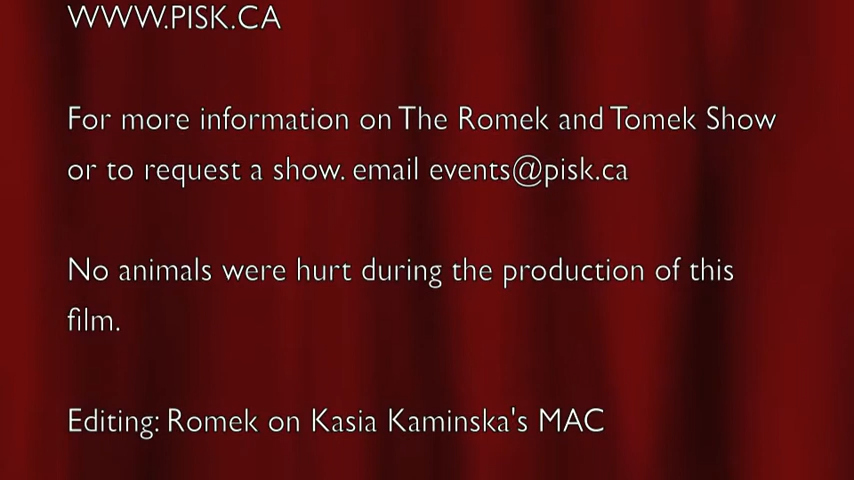 WWW.PISK.CA
For more information on The Romek and Tomek Show
or to request a show. email events@pisk.ca
No animals were hurt during the production of this
film.
Editing: Romek on Kasia Kaminska's MAC